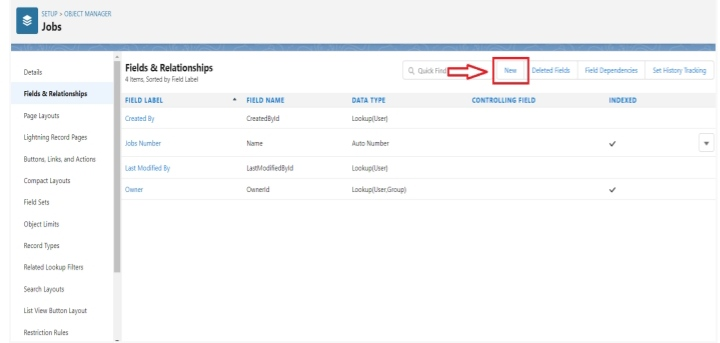 SETUP > OBJECT MANAGER
Jobs
Details
Fields & Relationships
Page Layouts
Lightning Record Pages
Buttons, Links, and Actions
Compact Layouts
Field Sets
Object Limits
Record Types
Related Lookup Filters
Search Layouts
List View Button Layout
Restriction Rules
Fields & Relationships
4 Items, Sorted by Field Label
Quick Find
New
Deleted Fields
Field Dependencies
Set History Tracking
FIELD LABEL FIELD NAME DATA TYPE CONTROLLING FIELD INDEXED
Created By CreatedById Lookup(User)
Jobs Number Name Auto Number
Last Modified By LastModifiedById Lookup(User)
Owner OwnerId Lookup(User,Group)